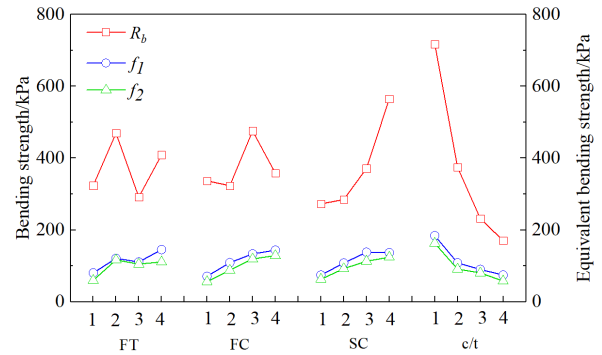 800
600
400
200
0
Bending strength/kPa
R_b
f_1
f_2
800
600
400
200
0
Equivalent bending strength/kPa
1 2 3 4 1 2 3 4 1 2 3 4 1 2 3 4
FT FC SC c/t